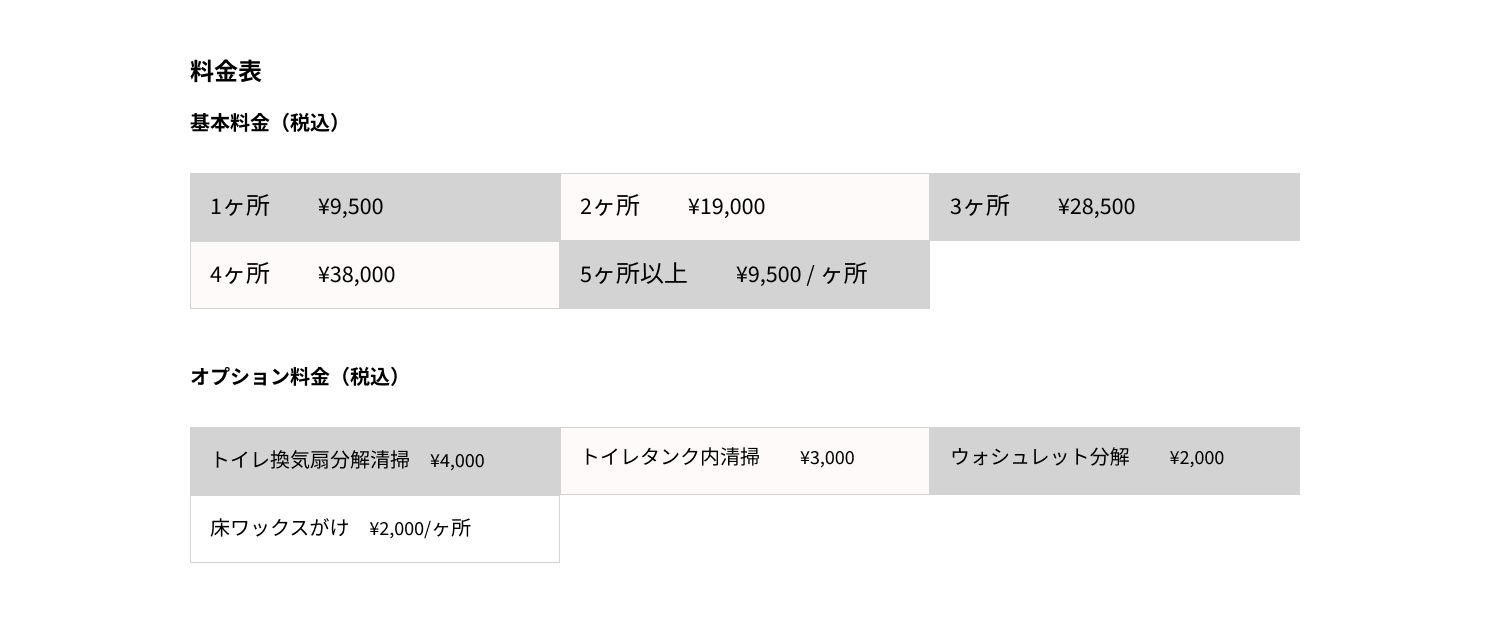 料金表
基本料金（税込）
1ヶ所　　¥9,500
2ヶ所　　¥19,000
3ヶ所　　¥28,500
4ヶ所　　¥38,000
5ヶ所以上　　¥9,500 / ヶ所
オプション料金（税込）
トイレ換気扇分解清掃　¥4,000
トイレタンク内清掃　　¥3,000
ウォシュレット分解　　¥2,000
床ワックスがけ　¥2,000/ヶ所